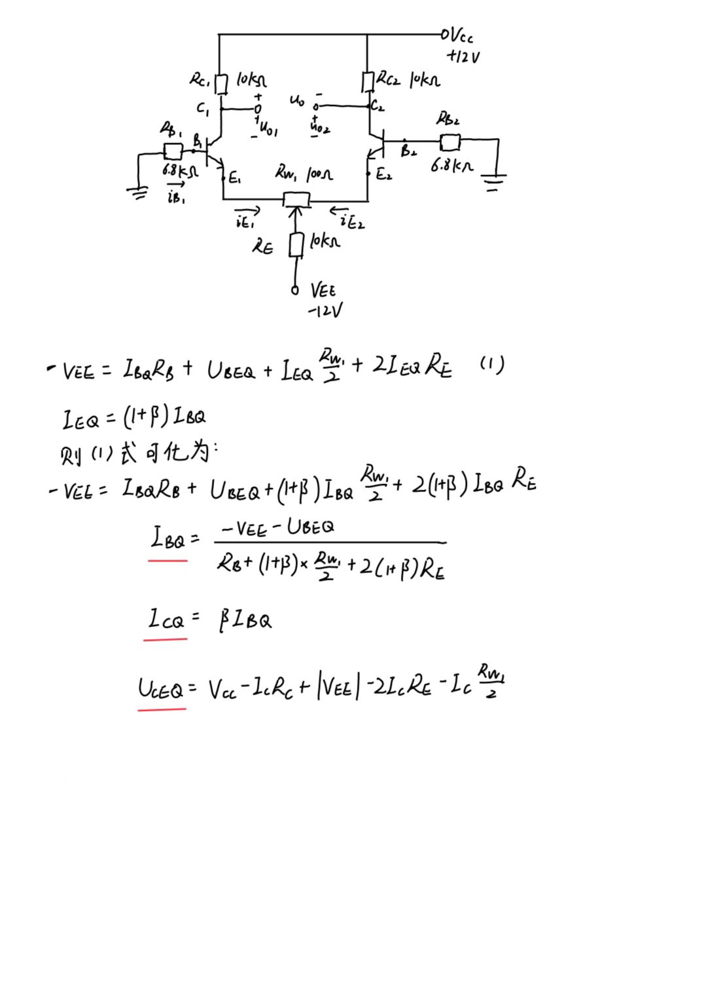 VCC
+12V
RC1 10kΩ
RC2 10kΩ
+
u0 -
C1
C2
+ u01 -
+ u02 -
RB1
B1
RB2
B2
6.8kΩ
6.8kΩ
iB1
E1
RW1 100Ω
E2
iE1
iE2
RE 10kΩ
VEE
-12V
-VEE = IBQRB + UBEQ + IEQ RW1/2 + 2IEQRE (1)
IEQ = (1+β)IBQ
则(1)式可化为:
-VEE = IBQRB + UBEQ + (1+β)IBQ RW1/2 + 2(1+β)IBQ RE
IBQ = (-VEE - UBEQ)/(RB + (1+β)× RW1/2 + 2(1+β)RE)
ICQ = βIBQ
UCEQ = VCC - ICRC + |VEE| - 2ICRE - IC RW1/2